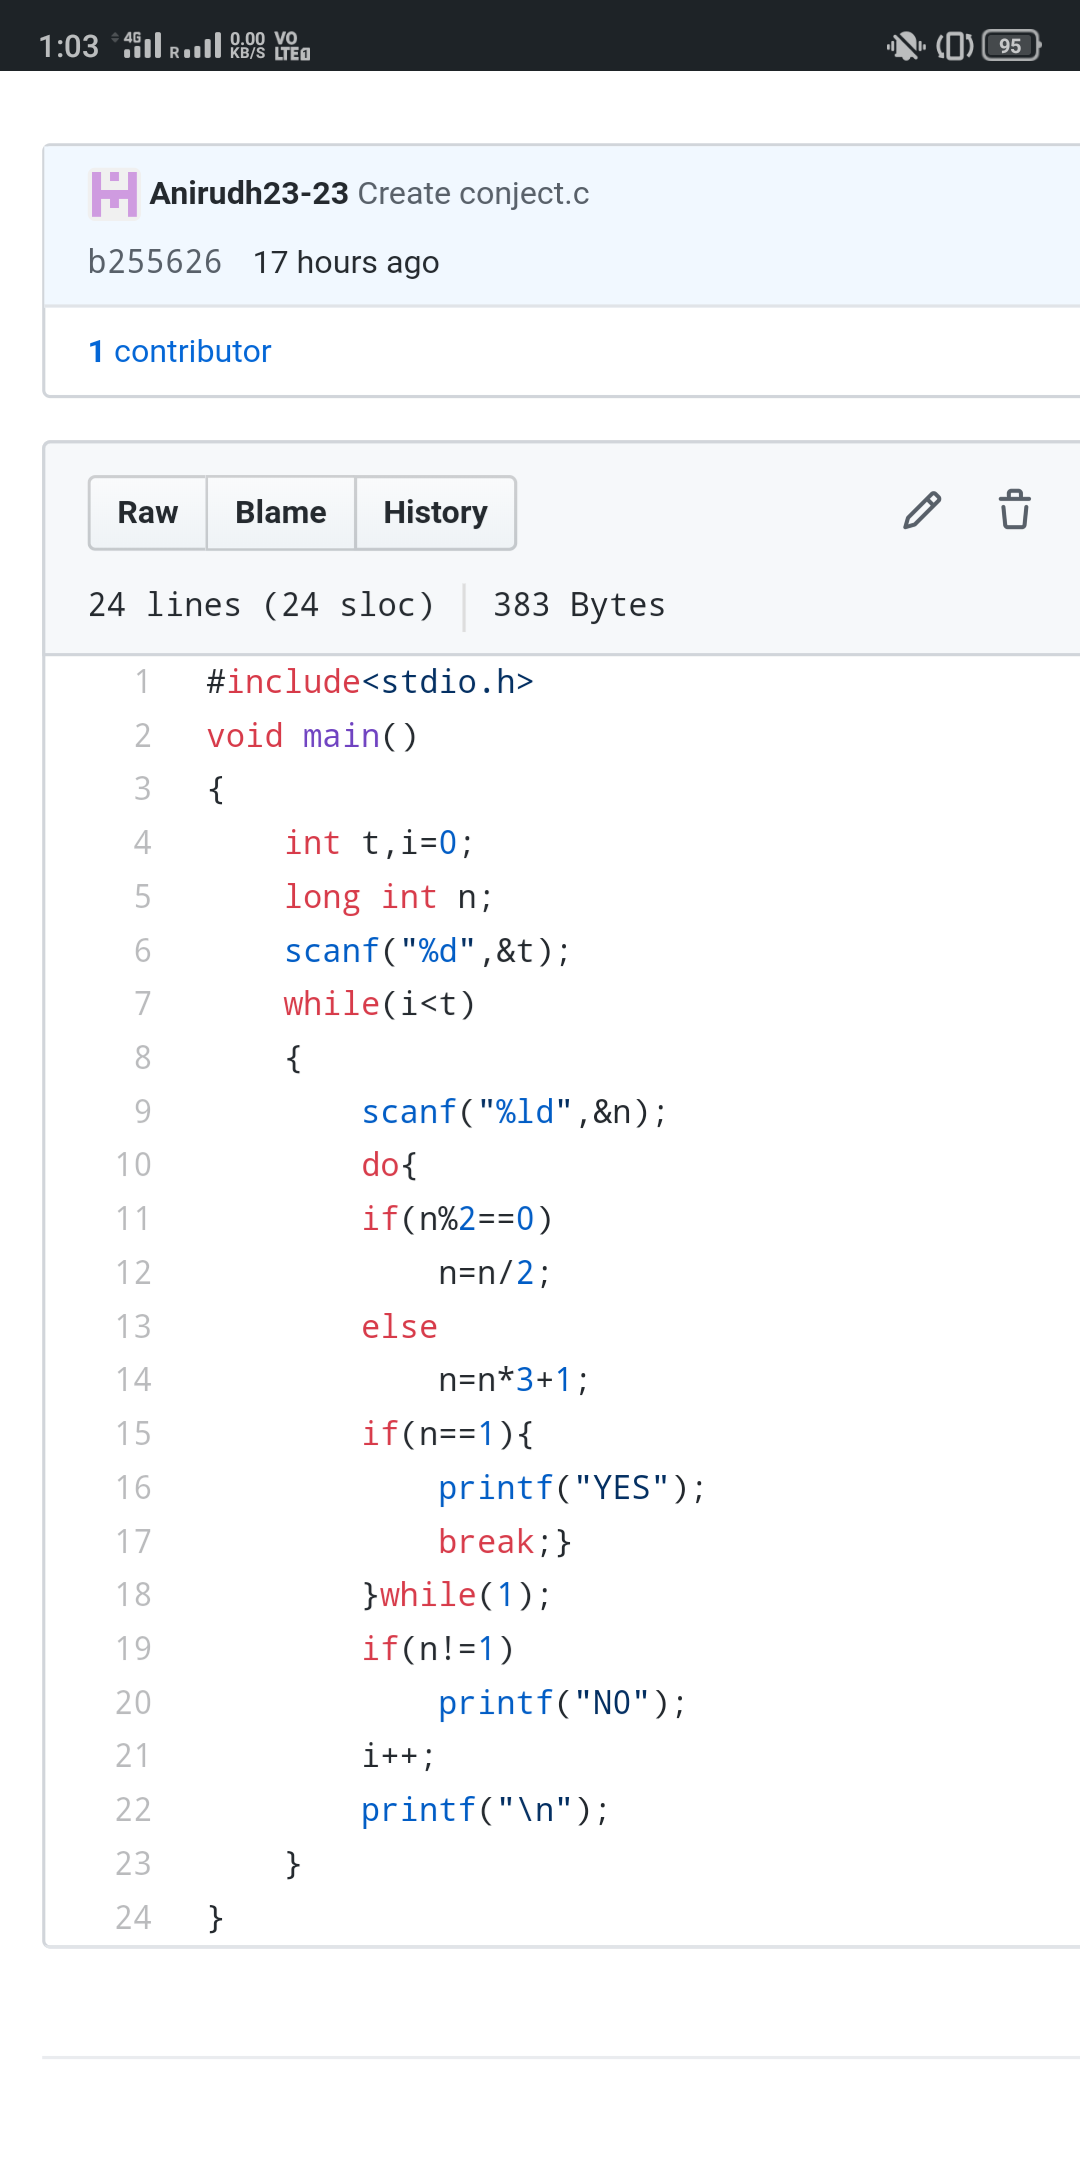 1:03 4G R 0.00 KB/S VO LTE1 95
Anirudh23-23 Create conject.c
b255626 17 hours ago
1 contributor
Raw Blame History
24 lines (24 sloc) 383 Bytes
1 #include<stdio.h>
2 void main()
3 {
4     int t,i=0;
5     long int n;
6     scanf("%d",&t);
7     while(i<t)
8     {
9         scanf("%ld",&n);
10         do{
11         if(n%2==0)
12             n=n/2;
13         else
14             n=n*3+1;
15         if(n==1){
16             printf("YES");
17             break;}
18         }while(1);
19         if(n!=1)
20             printf("NO");
21         i++;
22         printf("\n");
23     }
24 }